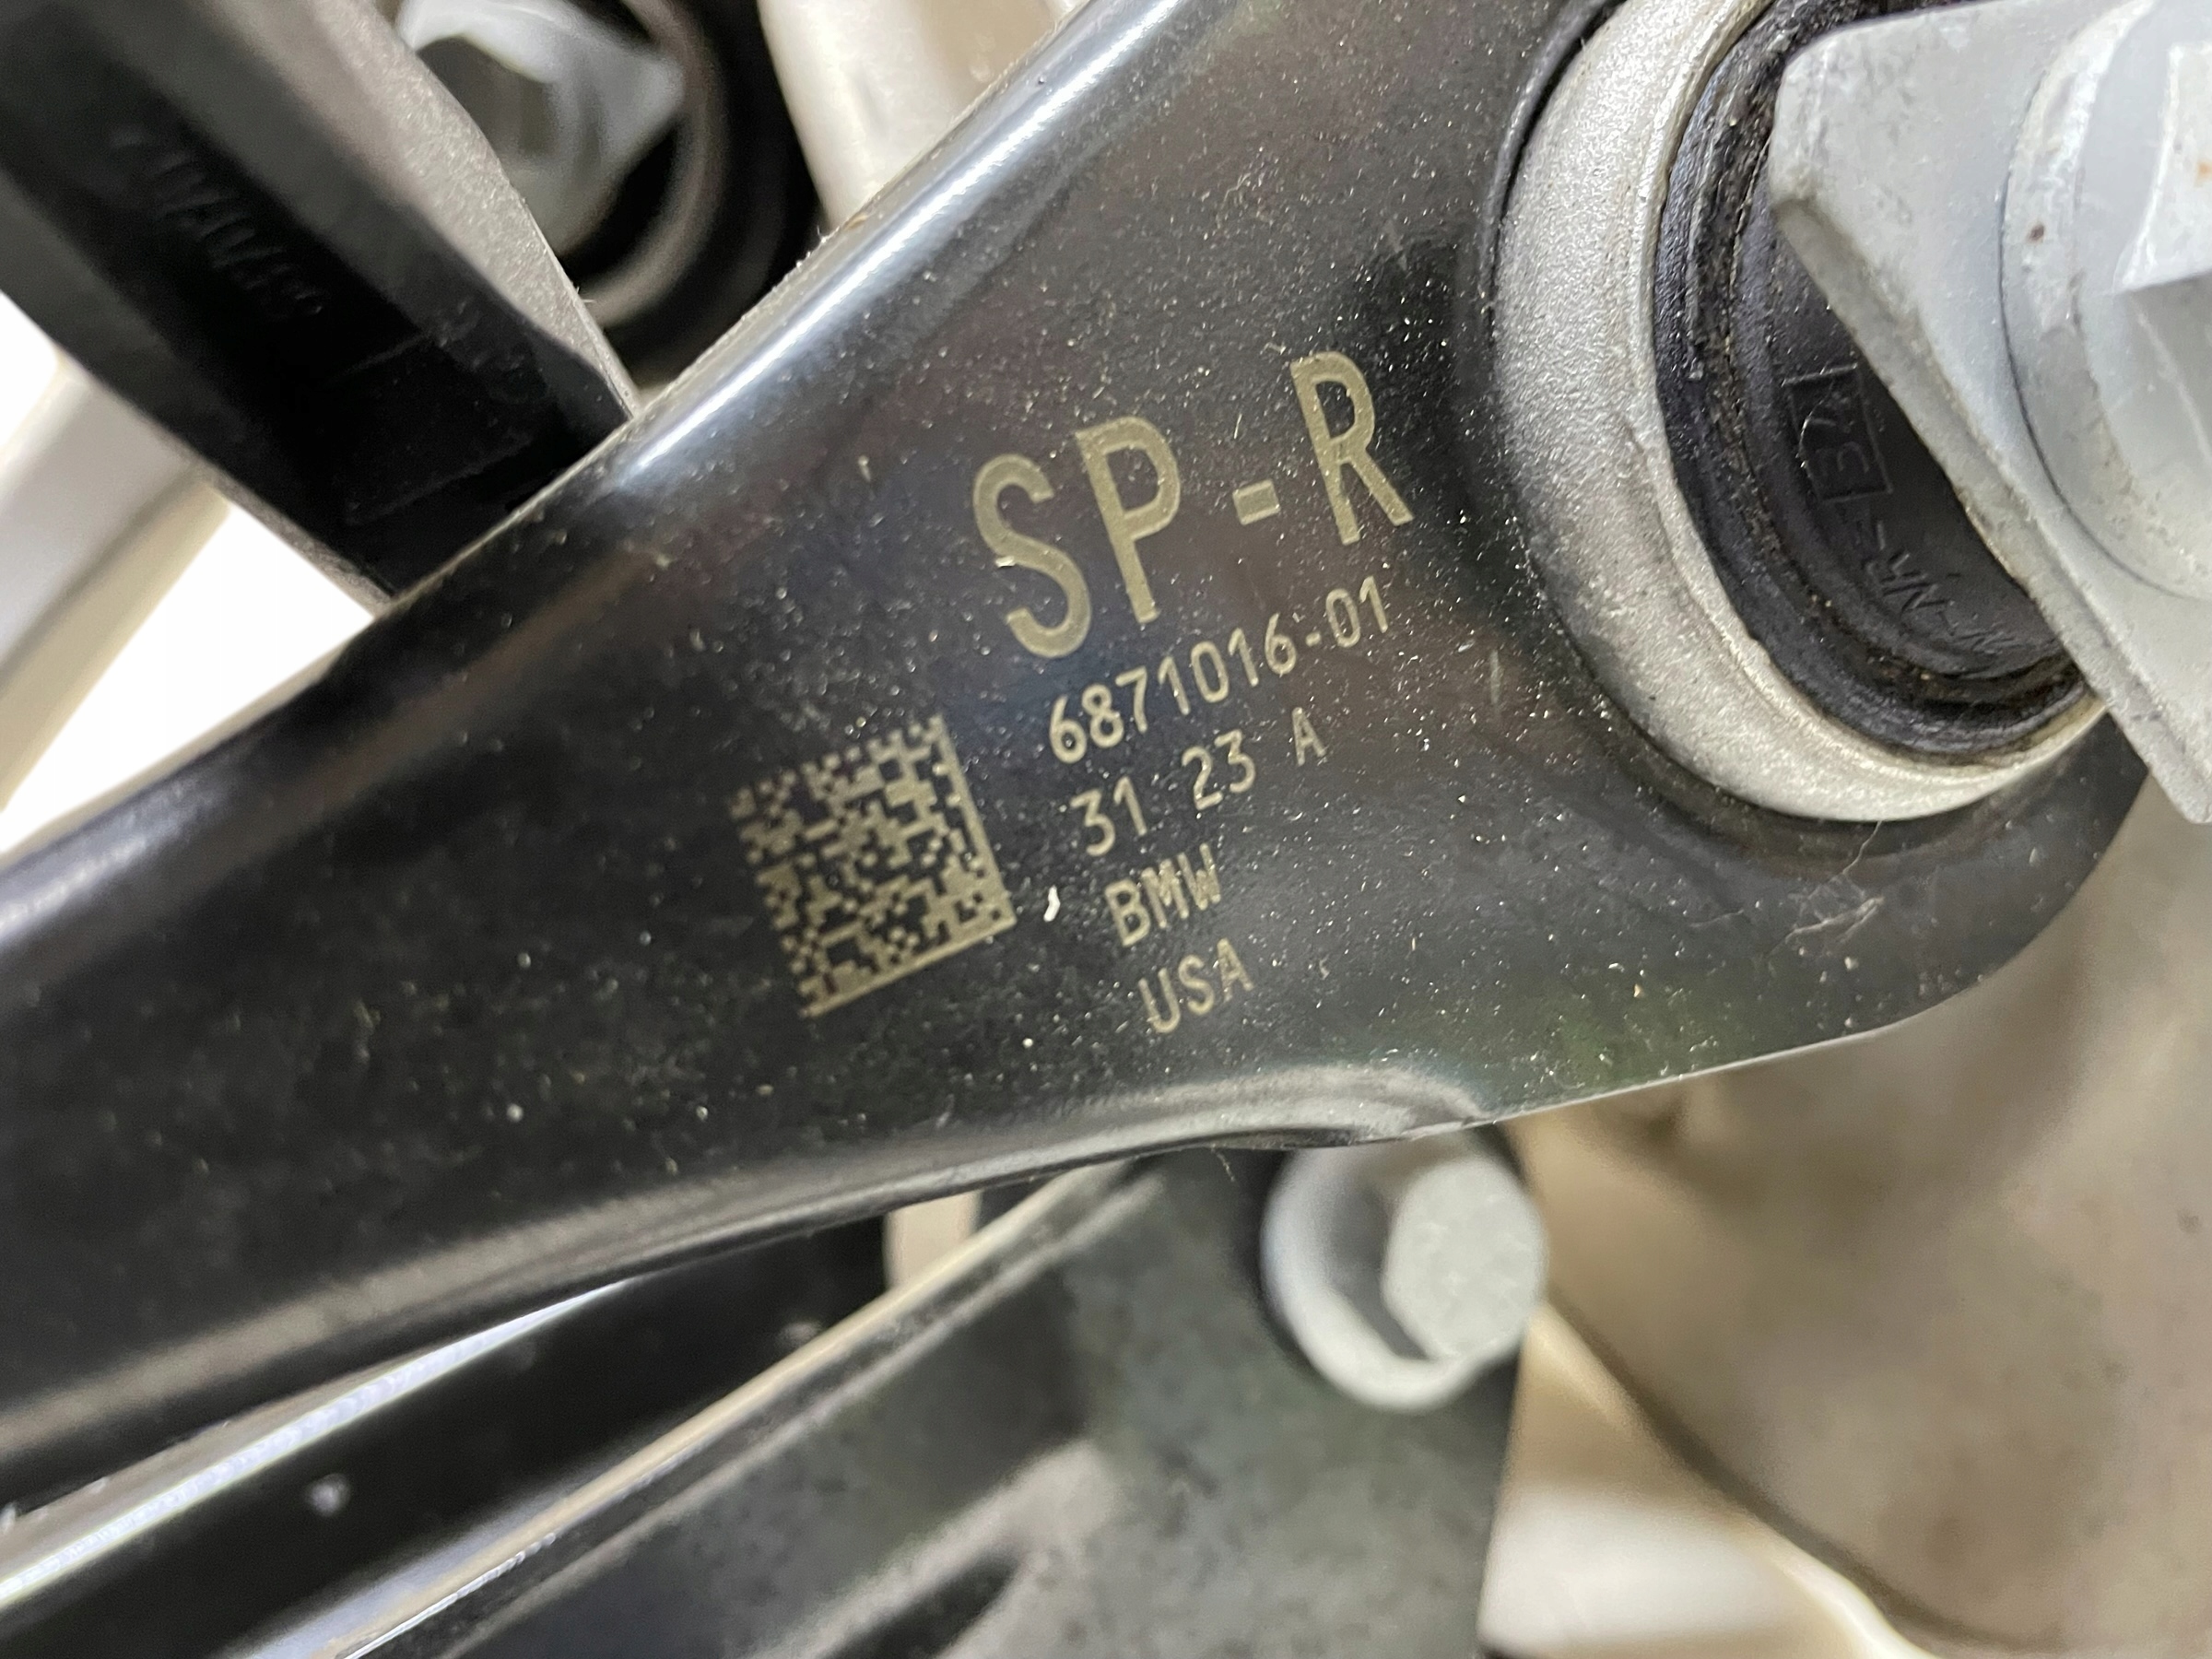 SP-R
6871016-01
31 23 A
BMW
USA